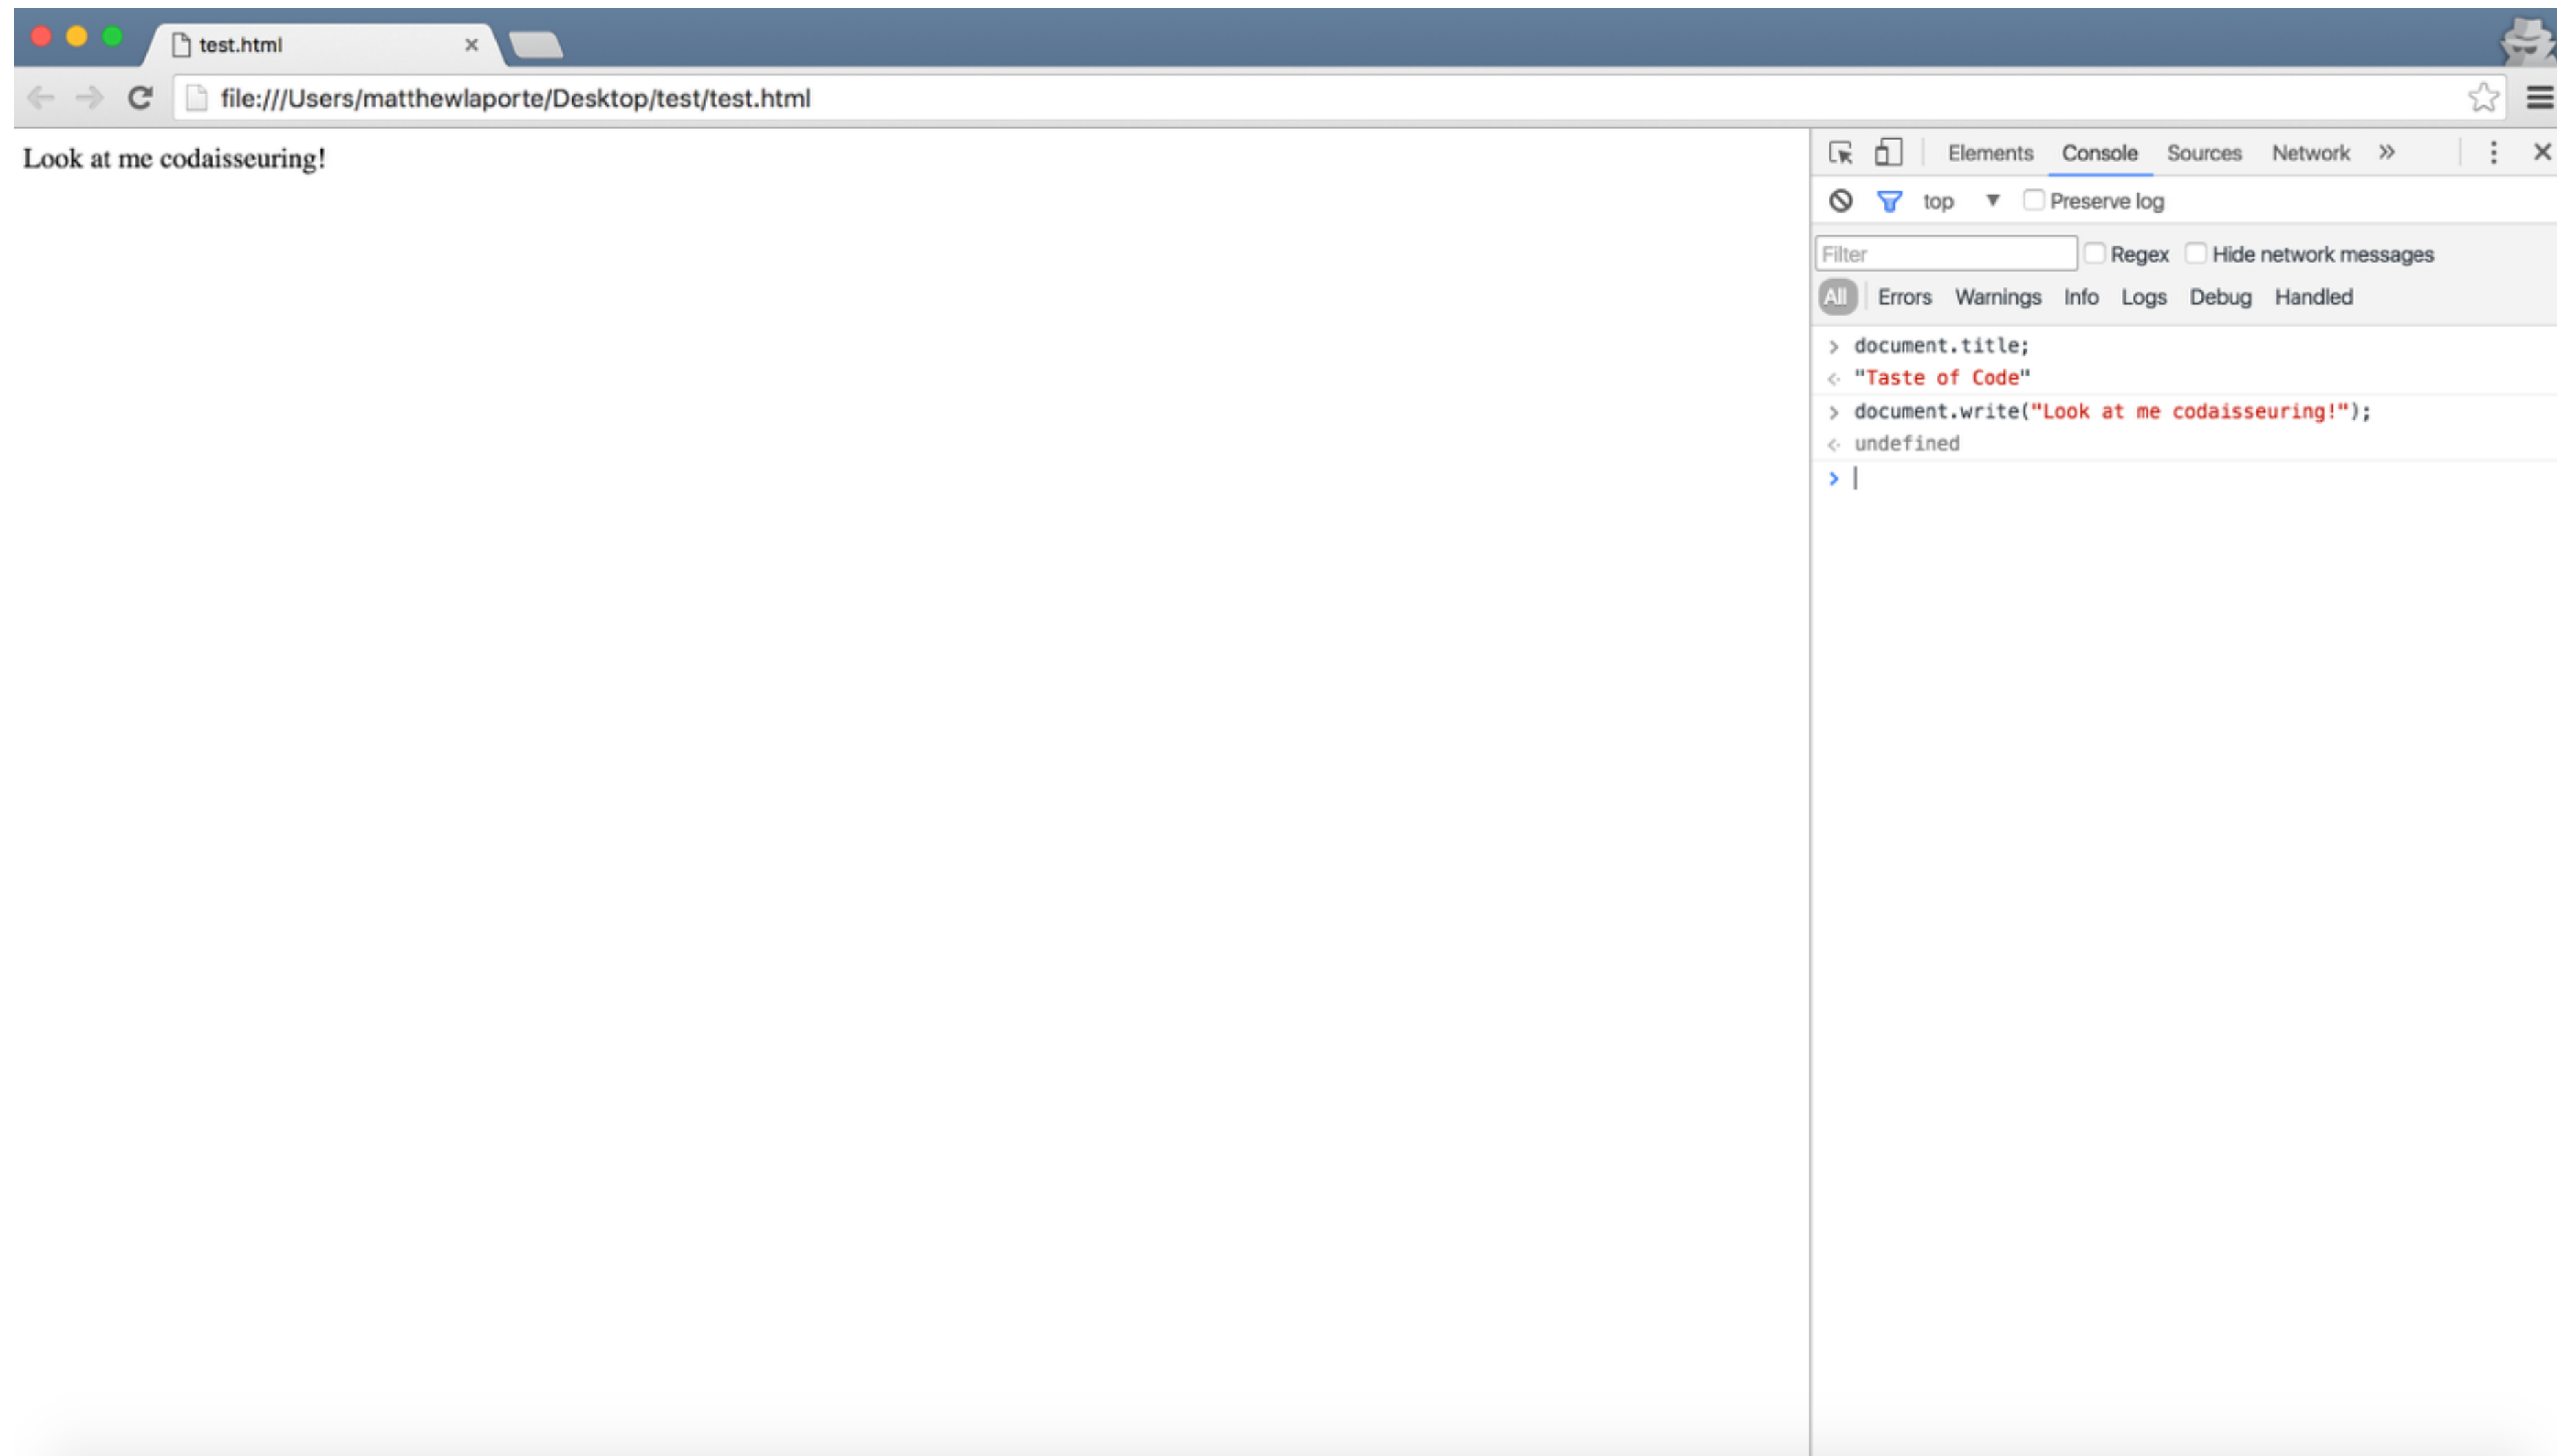 test.html
file:///Users/matthewlaporte/Desktop/test/test.html
Look at me codaisseuring!
Elements Console Sources Network
top Preserve log
Filter Regex Hide network messages
All Errors Warnings Info Logs Debug Handled
> document.title;
"Taste of Code"
> document.write("Look at me codaisseuring!");
undefined
>